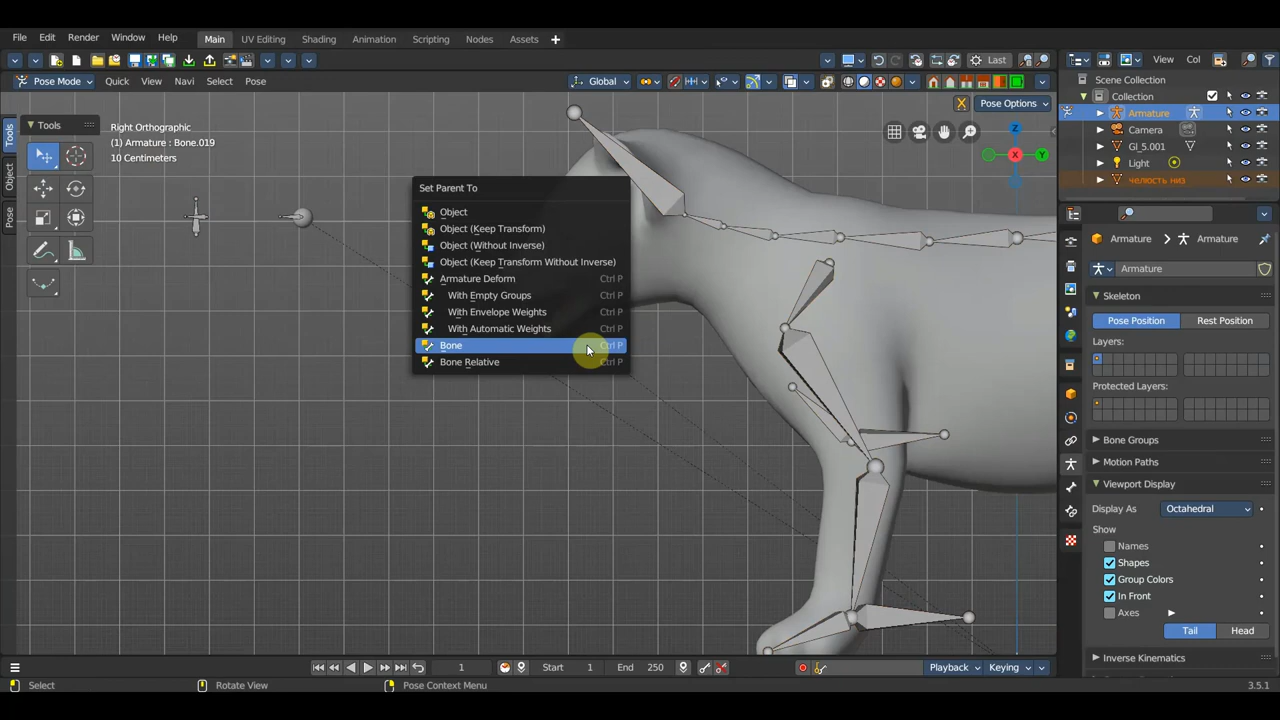 File Edit Render Window Help Main UV Editing Shading Animation Scripting Nodes Assets
Last View Col
Pose Mode Quick View Navi Select Pose Global
Scene Collection
Collection
Pose Options
Armature
Tools
Right Orthographic
(1) Armature : Bone.019
10 Centimeters
Camera
Gl_5.001
Light
челюсть низ
Tools
Object
Pose
Set Parent To
Object
Object (Keep Transform)
Object (Without Inverse)
Object (Keep Transform Without Inverse)
Armature Deform Ctrl P
With Empty Groups Ctrl P
With Envelope Weights Ctrl P
With Automatic Weights Ctrl P
Bone Ctrl P
Bone Relative Ctrl P
X
Y
Z
Armature Armature
Armature
Skeleton
Pose Position Rest Position
Layers:
Protected Layers:
Bone Groups
Motion Paths
Viewport Display
Display As Octahedral
Show
Names
Shapes
Group Colors
In Front
Axes
Tail Head
Inverse Kinematics
1 Start 1 End 250 Playback Keying
Select Rotate View Pose Context Menu 3.5.1